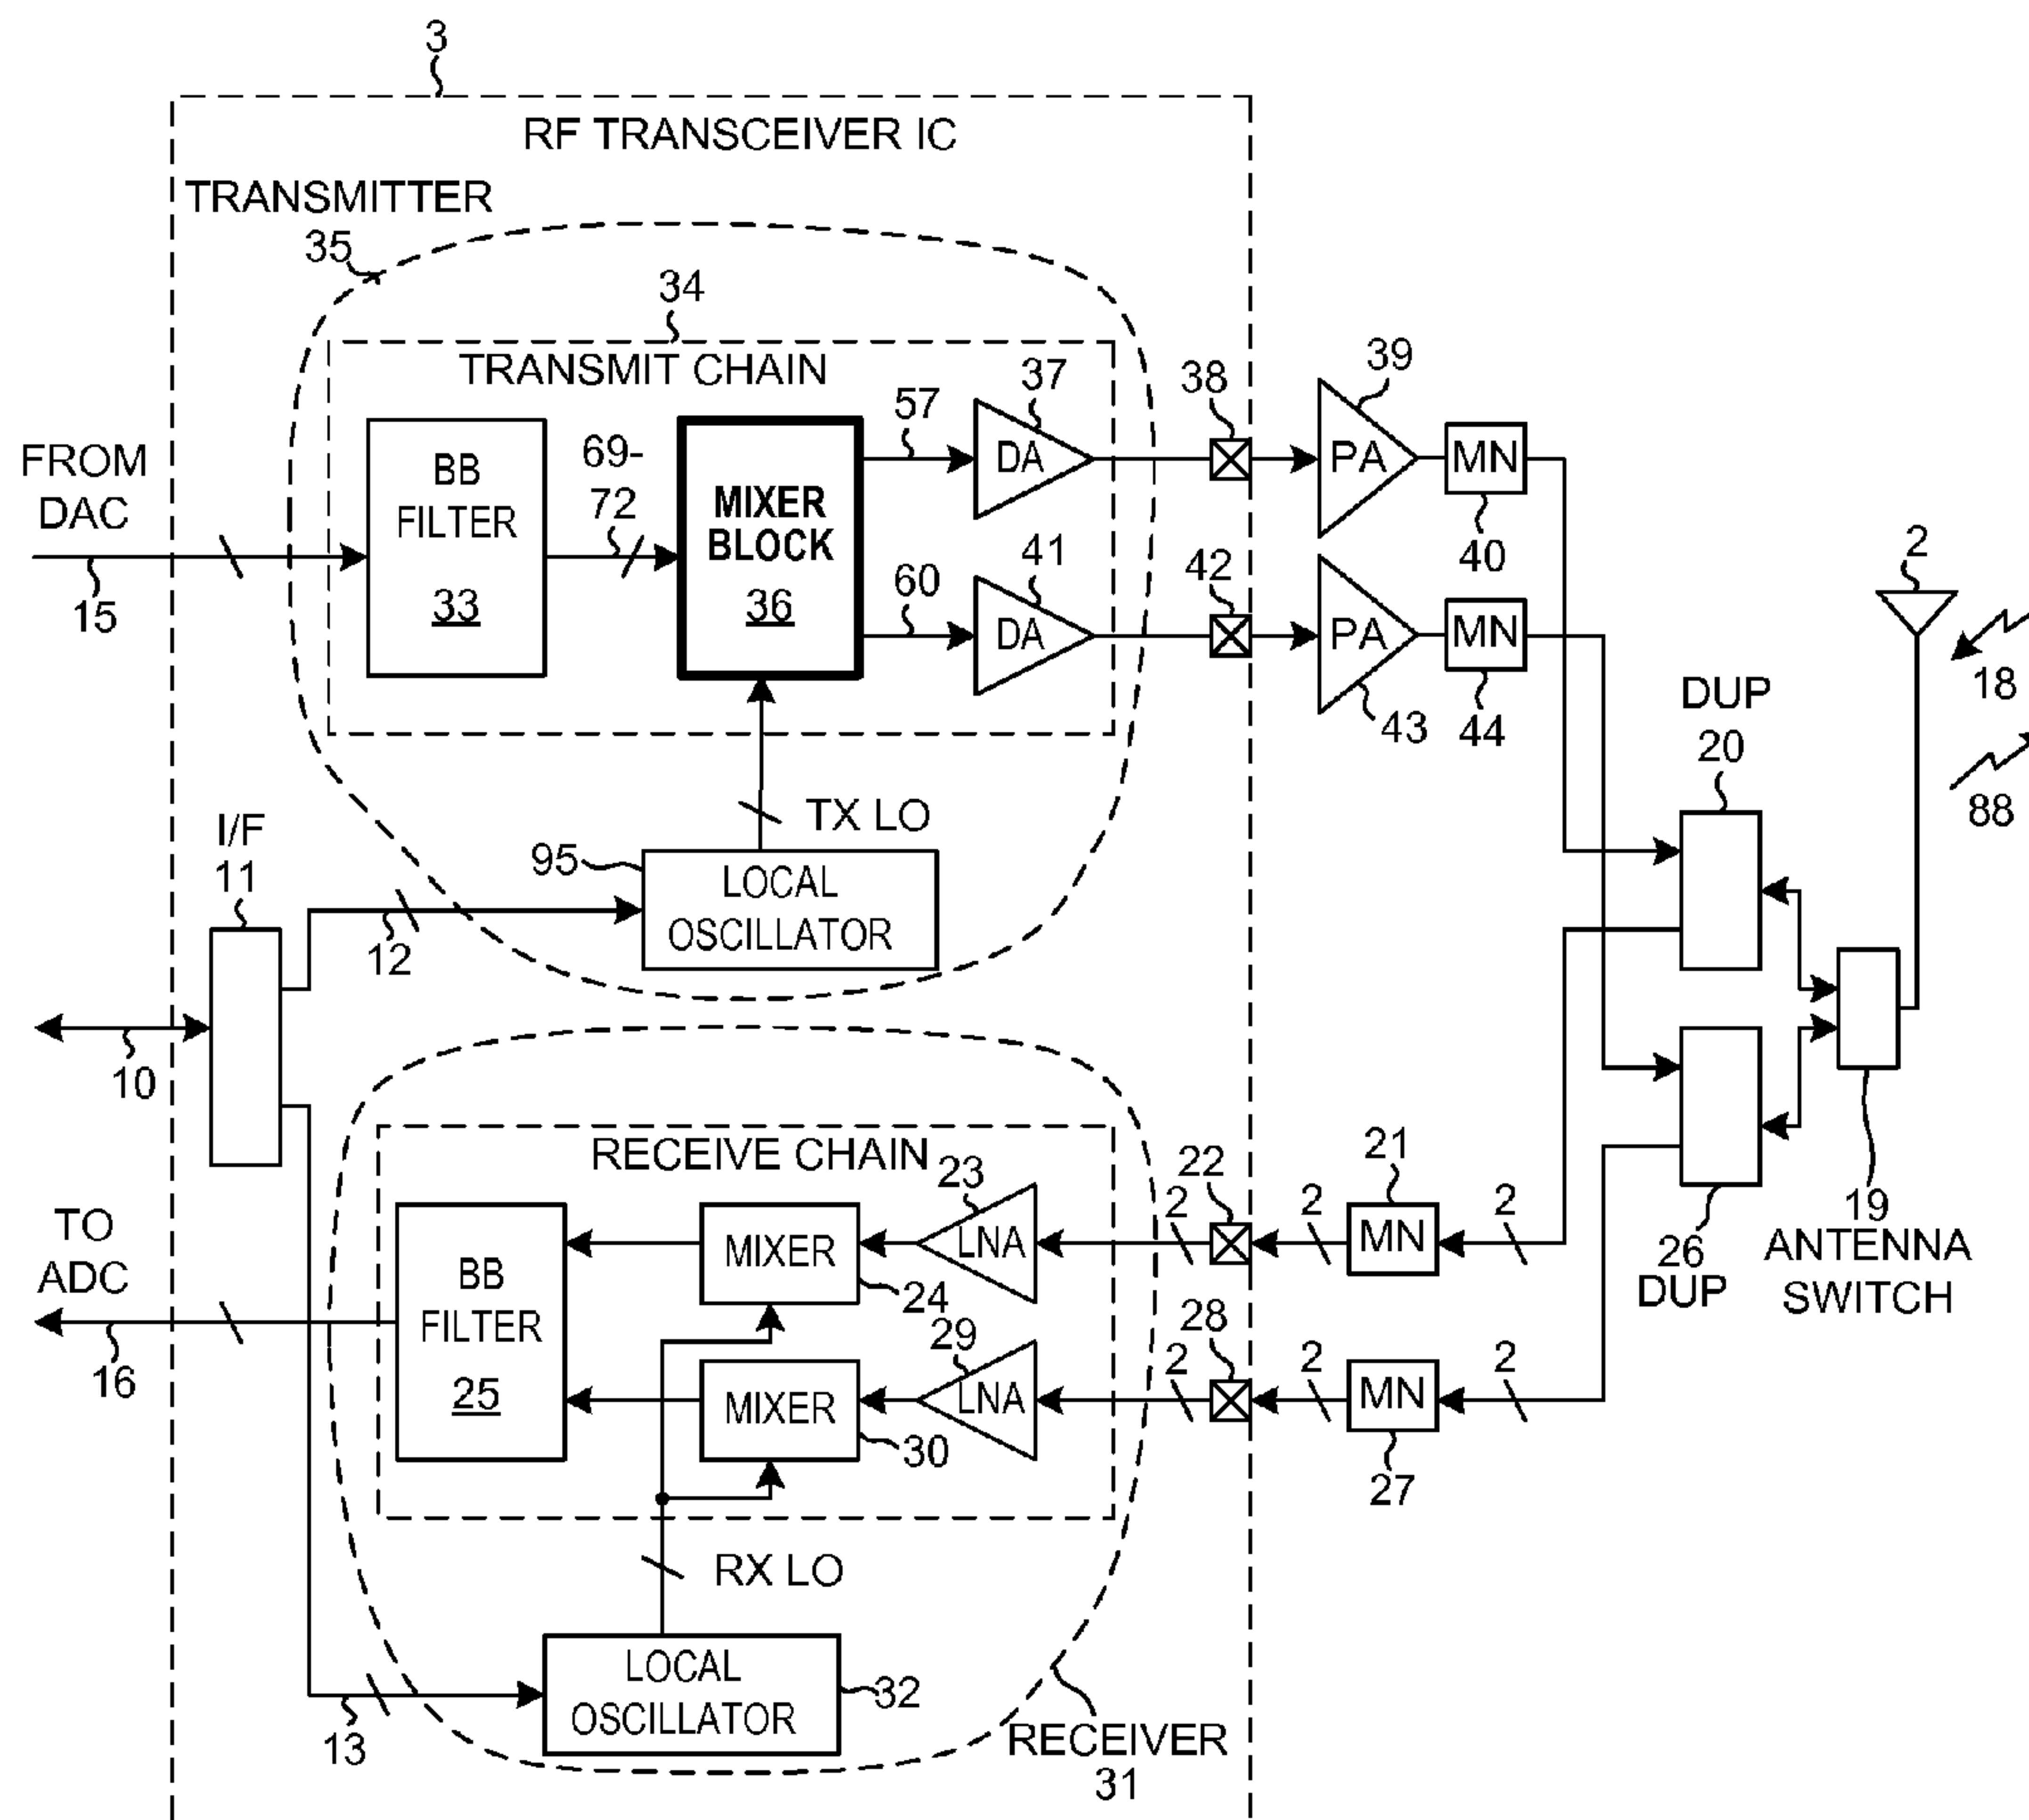 3
RF TRANSCEIVER IC
TRANSMITTER
35
34
TRANSMIT CHAIN
37
38
39
57
69-
72
FROM
DAC
BB
FILTER
33
MIXER
BLOCK
36
DA
PA
MN
40
15
60
41
42
DA
PA
MN
43
44
2
18
88
DUP
20
TX LO
I/F
11
95
LOCAL
OSCILLATOR
12
10
RECEIVE CHAIN
23
22
21
2
2
2
TO
ADC
BB
FILTER
25
MIXER
24
LNA
MN
26
DUP
19
ANTENNA
SWITCH
16
29
28
2
2
2
MIXER
30
LNA
MN
27
RX LO
LOCAL
OSCILLATOR
32
13
RECEIVER
31